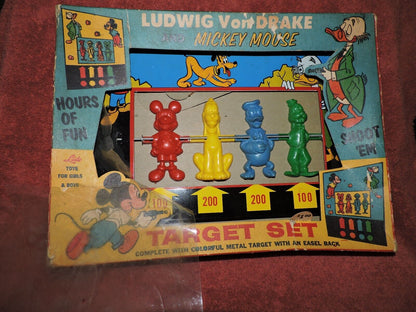 LUDWIG Von DRAKE
MICKEY MOUSE
HOURS
OF
FUN
SHOOT
'EM
TOYS
FOR GIRLS
& BOYS
100
200
200
100
TARGET SET
COMPLETE WITH COLORFUL METAL TARGET WITH AN EASEL BACK